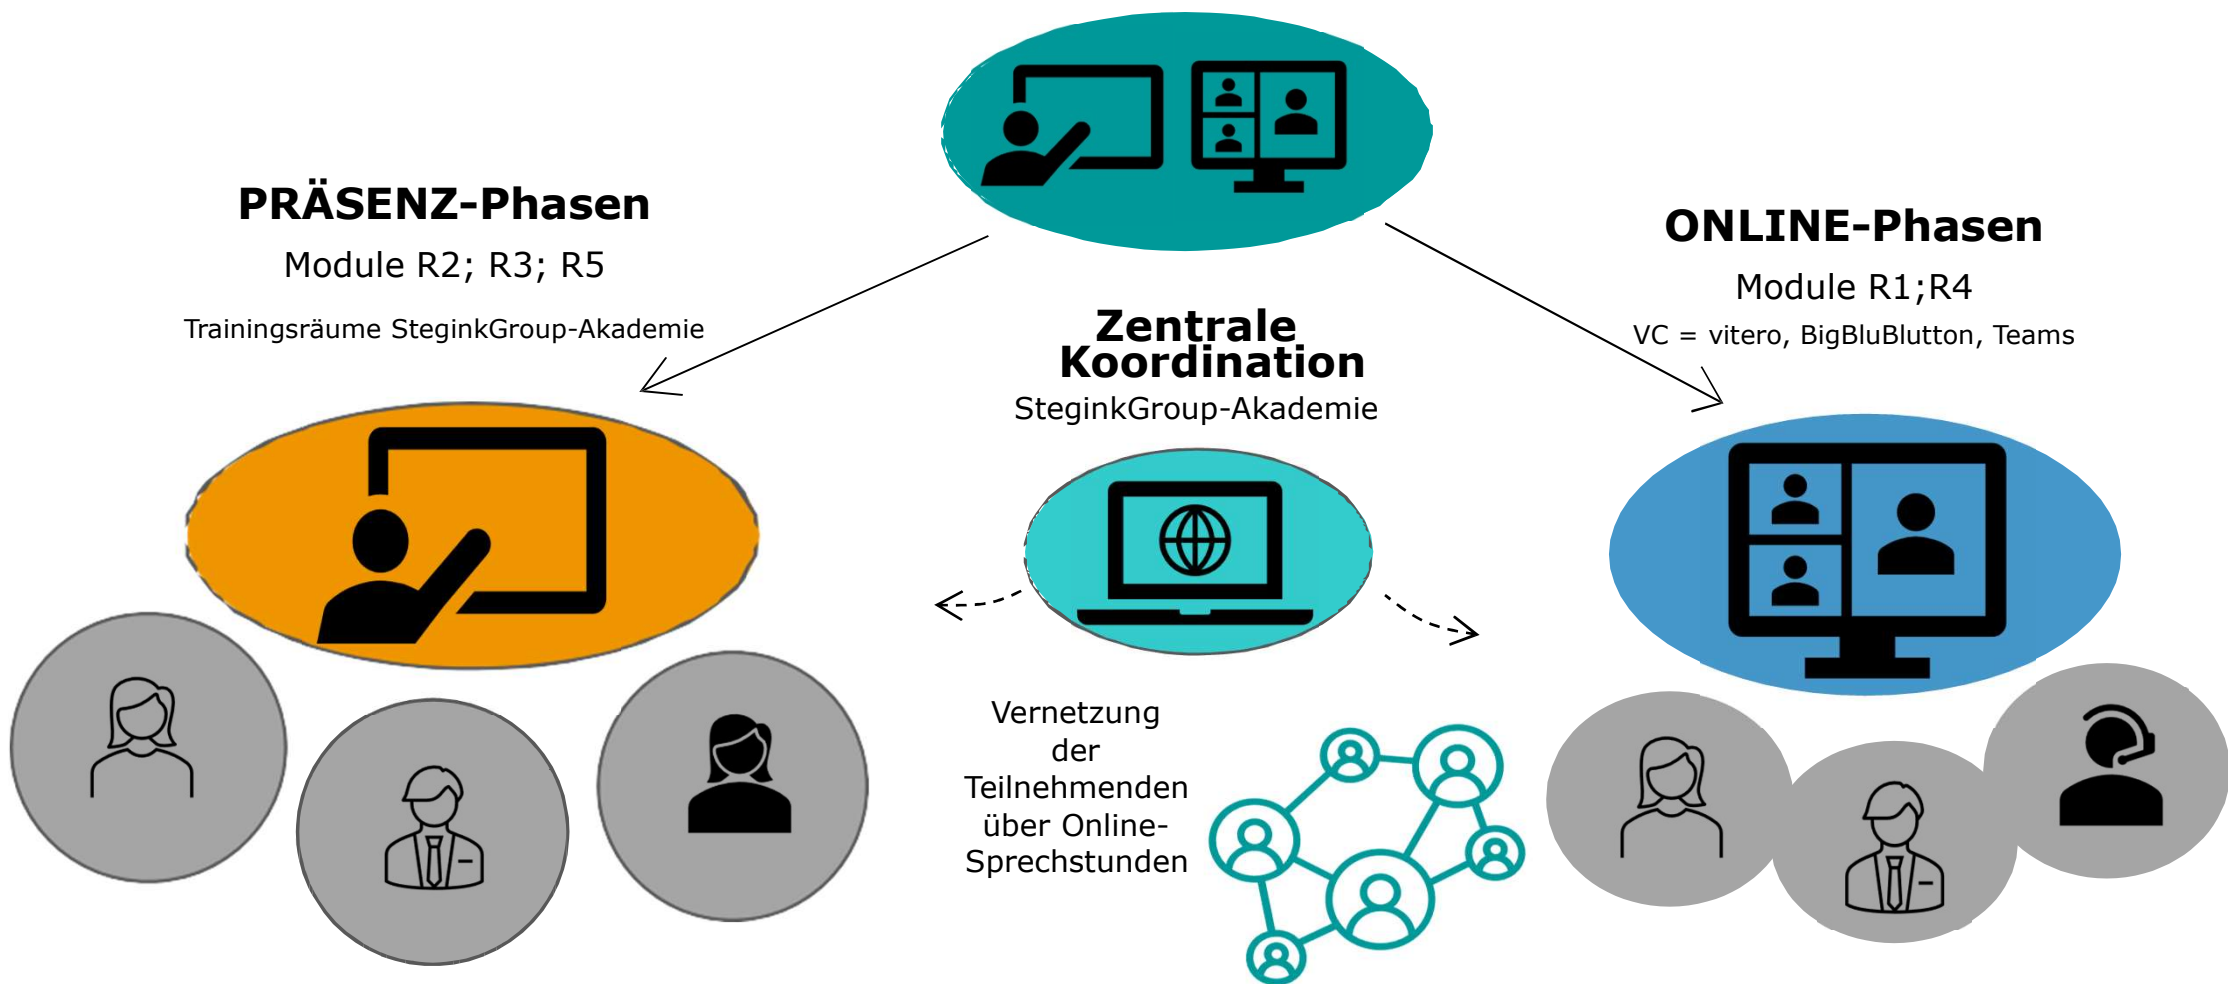 PRÄSENZ-Phasen
Module R2; R3; R5
Trainingsräume SteginkGroup-Akademie
Zentrale
Koordination
SteginkGroup-Akademie
ONLINE-Phasen
Module R1;R4
VC = vitero, BigBluBlutton, Teams
Vernetzung
der
Teilnehmenden
über Online-
Sprechstunden